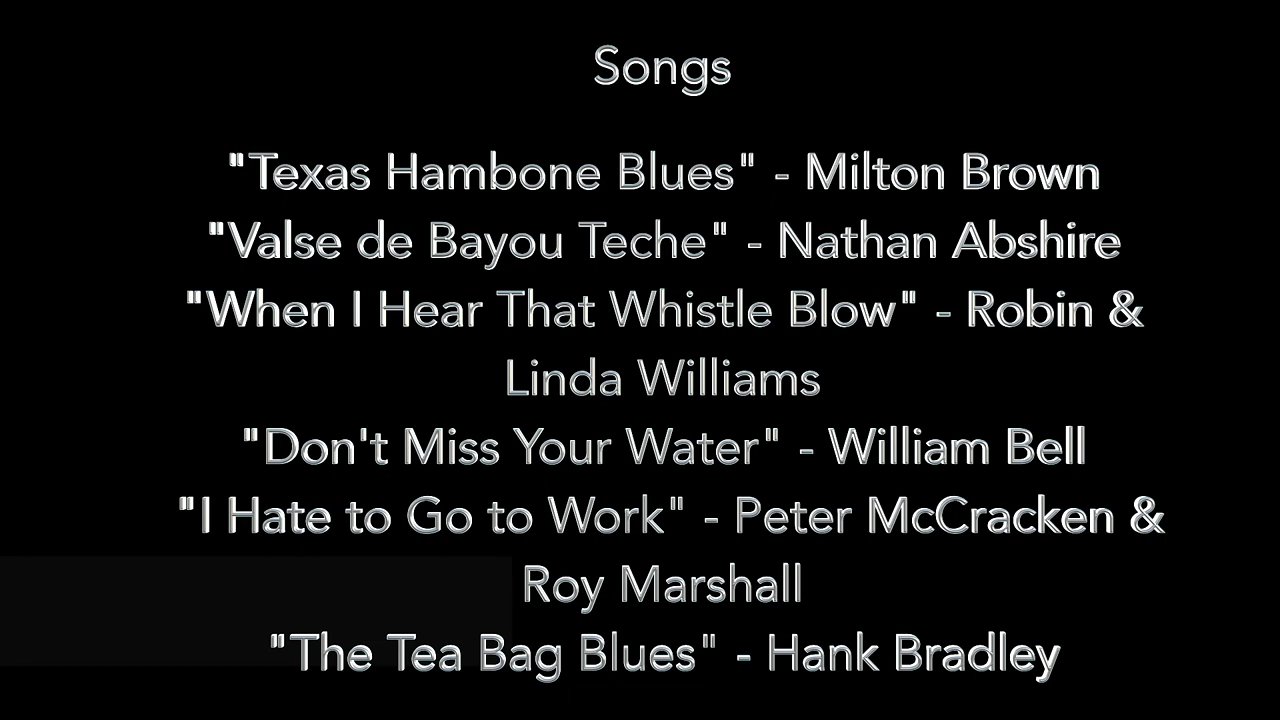 Songs
"Texas Hambone Blues" - Milton Brown
"Valse de Bayou Teche" - Nathan Abshire
"When I Hear That Whistle Blow" - Robin &
Linda Williams
"Don't Miss Your Water" - William Bell
"I Hate to Go to Work" - Peter McCracken &
Roy Marshall
"The Tea Bag Blues" - Hank Bradley